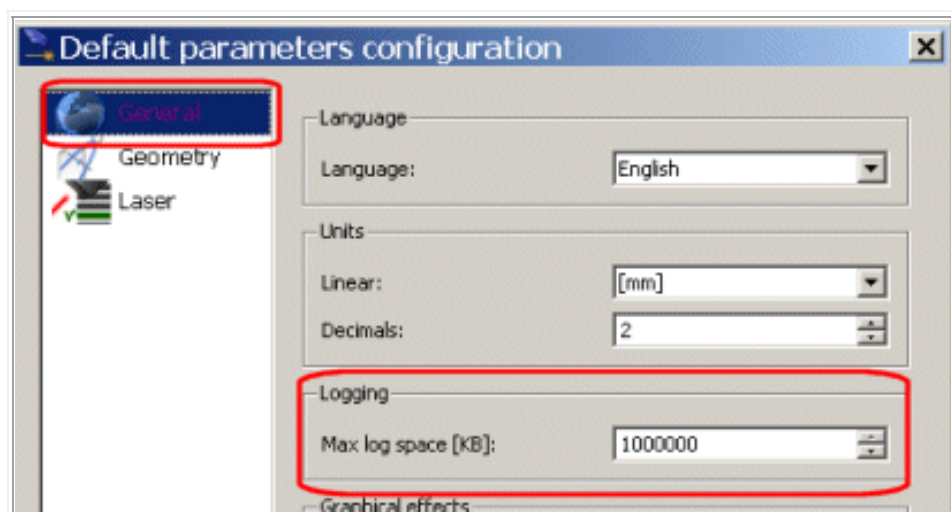 Default parameters configuration
General
Geometry
Laser
Language
Language: English
Units
Linear: [mm]
Decimals: 2
Logging
Max log space [KB]: 1000000
Graphical effects